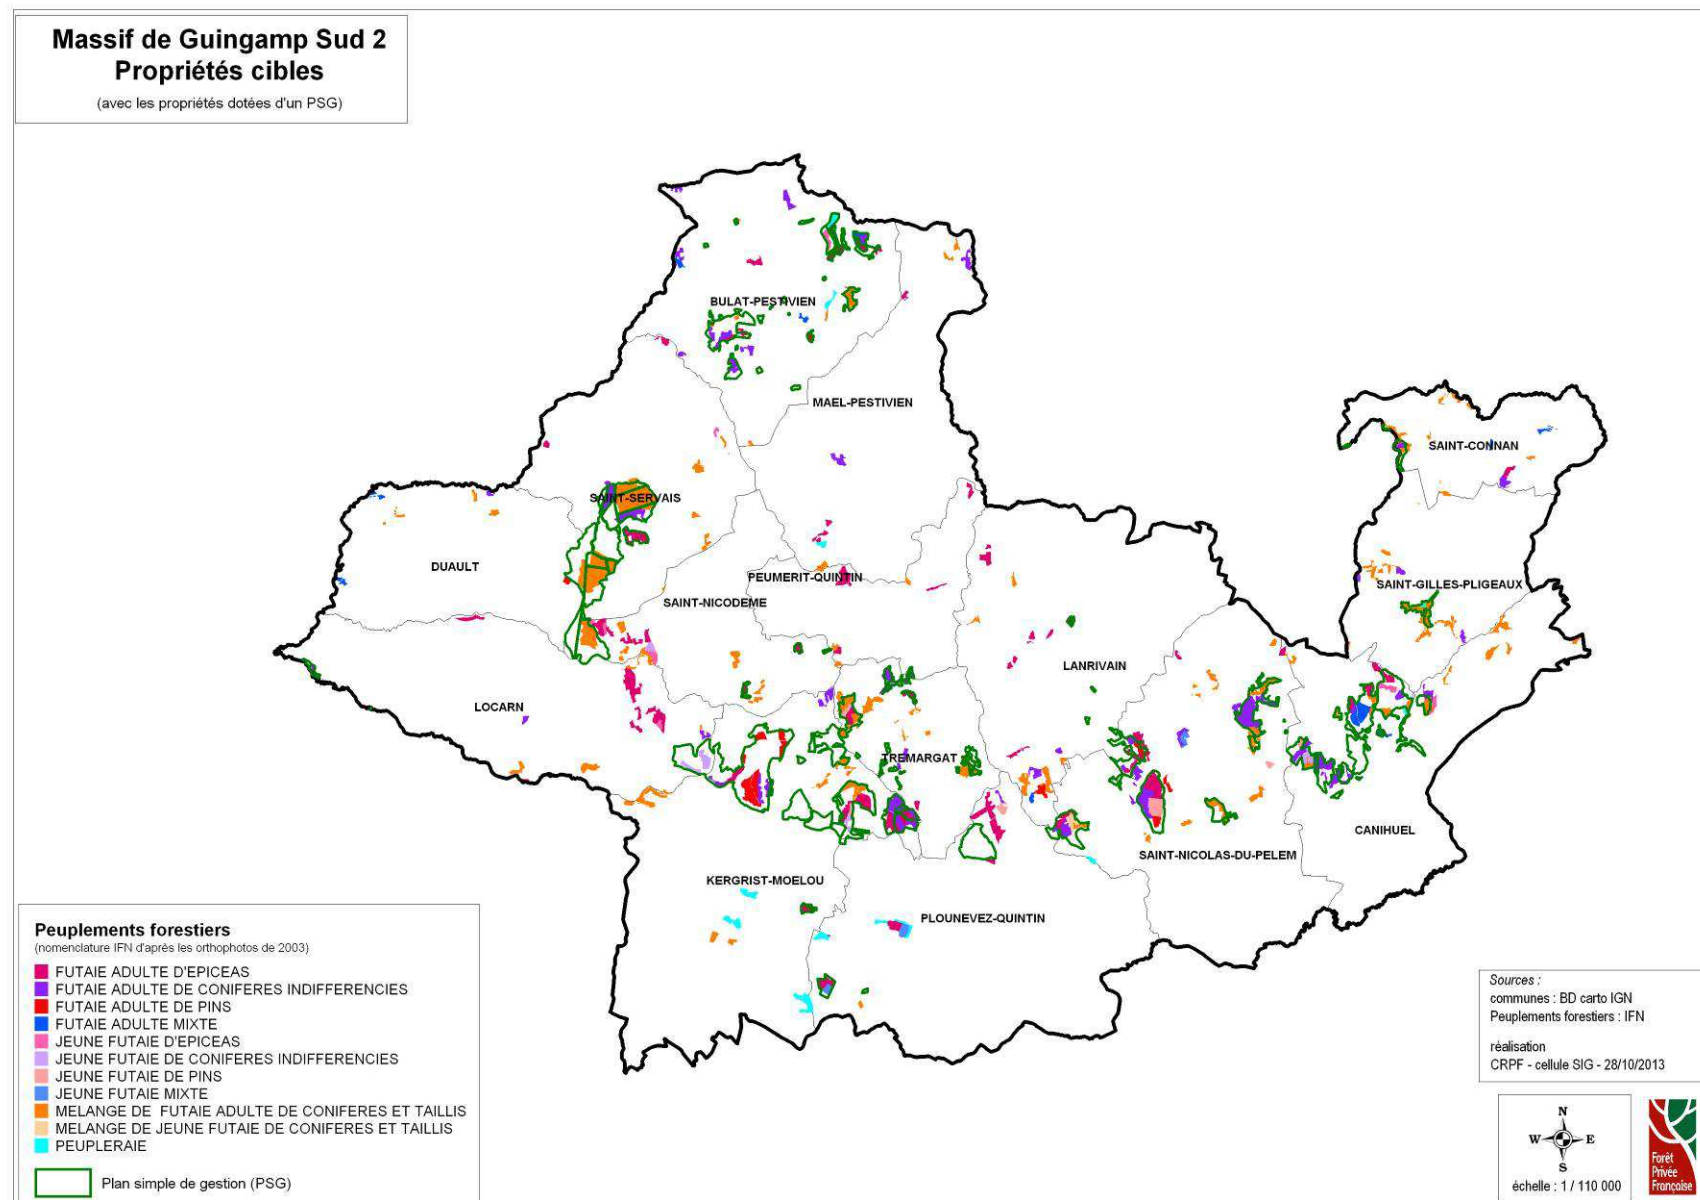 Massif de Guingamp Sud 2
Propriétés cibles
(avec les propriétés dotées d'un PSG)
BULAT-PESTIVIEN
MAEL-PESTIVIEN
SAINT-CONNAN
SAINT-SERVAIS
DUAULT
PEUMERIT-QUINTIN
SAINT-GILLES-PLIGEAUX
SAINT-NICODEME
LANRIVAIN
LOCARN
TREMARGAT
CANIHUEL
SAINT-NICOLAS-DU-PELEM
KERGRIST-MOELOU
PLOUNEVEZ-QUINTIN
Peuplements forestiers
(nomenclature IFN d'après les orthophotos de 2003)
FUTAIE ADULTE D'EPICEAS
FUTAIE ADULTE DE CONIFERES INDIFFERENCIES
FUTAIE ADULTE DE PINS
FUTAIE ADULTE MIXTE
JEUNE FUTAIE D'EPICEAS
JEUNE FUTAIE DE CONIFERES INDIFFERENCIES
JEUNE FUTAIE DE PINS
JEUNE FUTAIE MIXTE
MELANGE DE FUTAIE ADULTE DE CONIFERES ET TAILLIS
MELANGE DE JEUNE FUTAIE DE CONIFERES ET TAILLIS
PEUPLERAIE
Plan simple de gestion (PSG)
Sources :
communes : BD carto IGN
Peuplements forestiers : IFN
réalisation
CRPF - cellule SIG - 28/10/2013
N
W E
S
échelle : 1 / 110 000
Forêt
Privée
Française